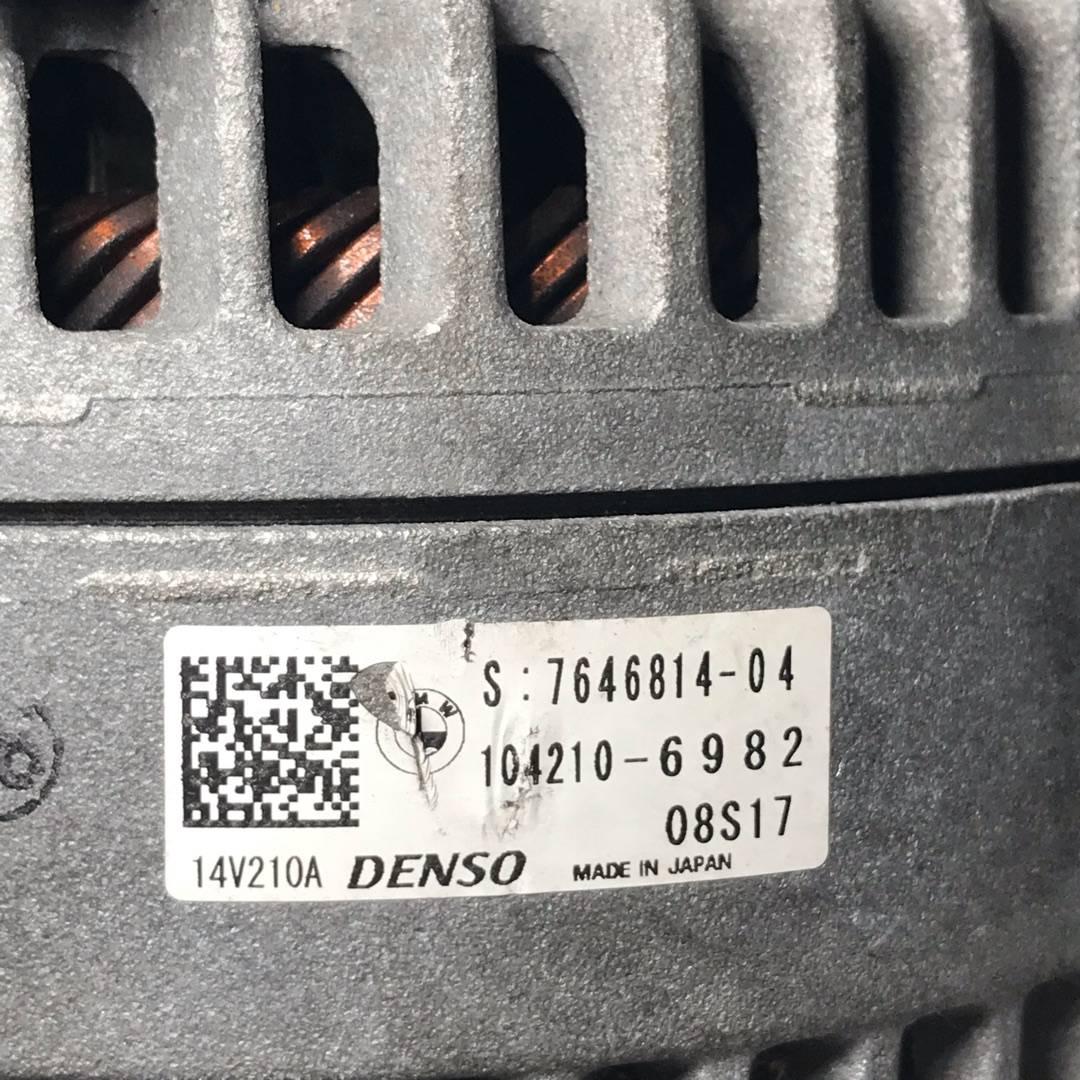 S:7646814-04
104210-6982
08S17
14V210A DENSO MADE IN JAPAN